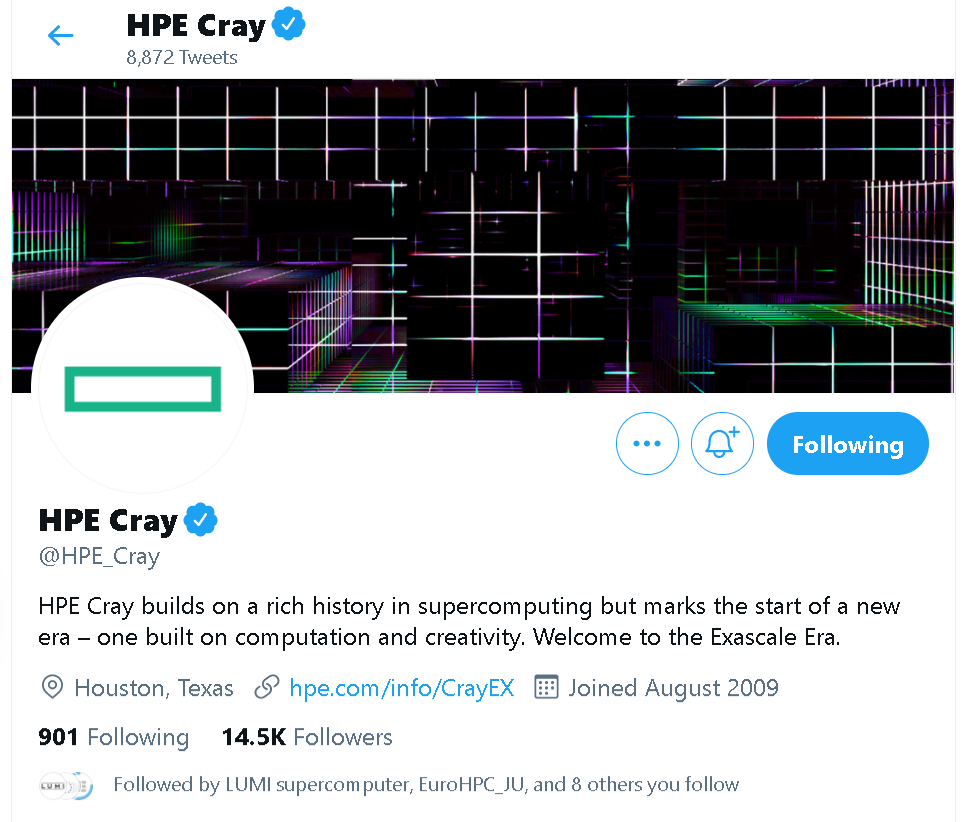 HPE Cray
8,872 Tweets
Following
HPE Cray
@HPE_Cray
HPE Cray builds on a rich history in supercomputing but marks the start of a new
era – one built on computation and creativity. Welcome to the Exascale Era.
Houston, Texas hpe.com/info/CrayEX Joined August 2009
901 Following 14.5K Followers
LUMI
Followed by LUMI supercomputer, EuroHPC_JU, and 8 others you follow